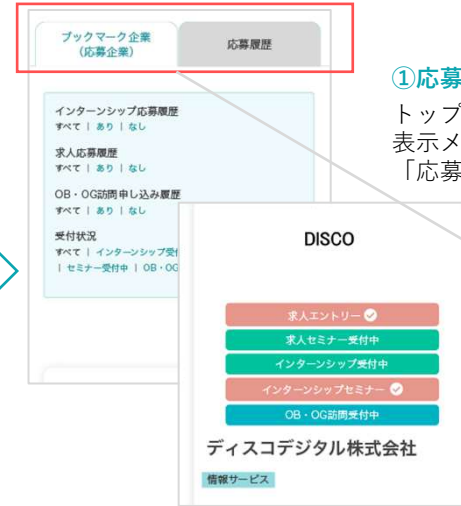 ブックマーク企業
（応募企業）
応募履歴
インターンシップ応募履歴
すべて | あり | なし
求人応募履歴
すべて | あり | なし
OB・OG訪問申し込み履歴
すべて | あり | なし
受付状況
すべて | インターンシップ受付
| セミナー受付中 | OB・OG
①応募
トップ
表示メ
「応募
DISCO
求人エントリー
求人セミナー受付中
インターンシップ受付中
インターンシップセミナー
OB・OG訪問受付中
ディスコデジタル株式会社
情報サービス